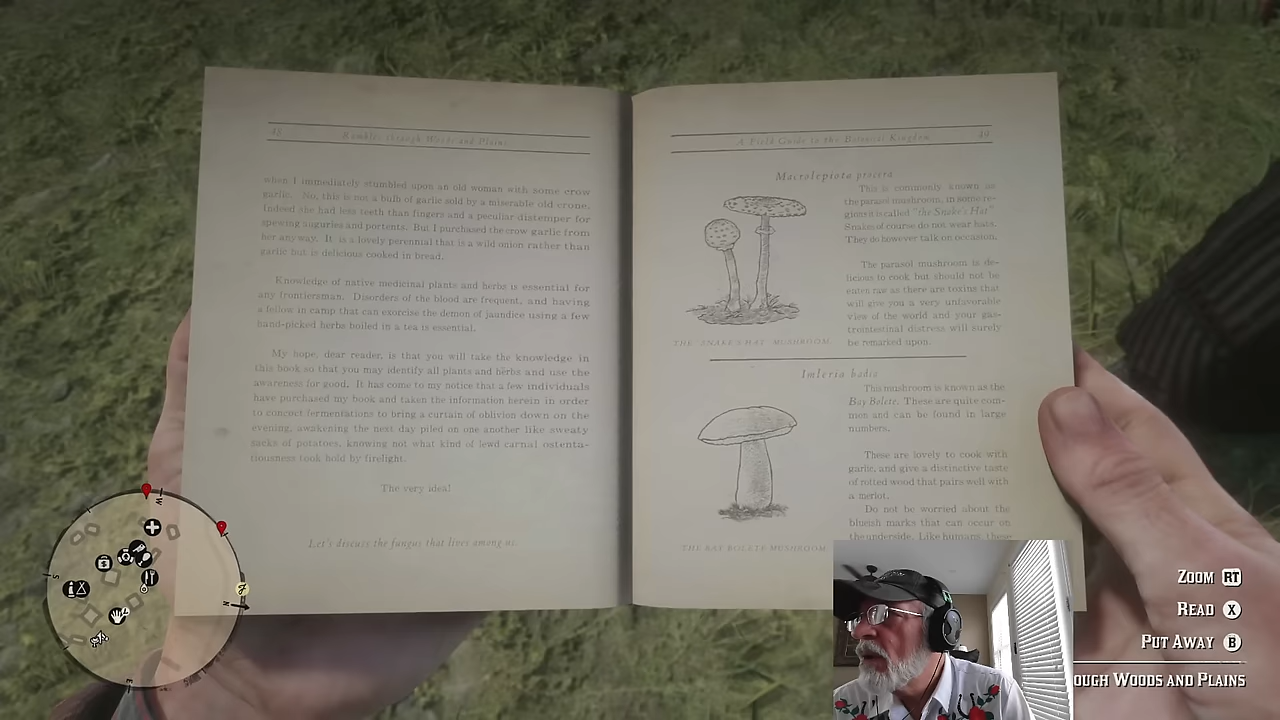 48 Rambles through Woods and Plains
when I immediately stumbled upon an old woman with some crow
garlic. No, this is not a bulb of garlic sold by a miserable old crone.
Indeed she had less teeth than fingers and a peculiar distemper for
spewing auguries and portents. But I purchased the crow garlic from
her anyway. It is a lovely perennial that is a wild onion rather than
garlic but is delicious cooked in bread.
Knowledge of native medicinal plants and herbs is essential for
any frontiersman. Disorders of the blood are frequent, and having
a fellow in camp that can exorcise the demon of jaundice using a few
hand-picked herbs boiled in a tea is essential.
My hope, dear reader, is that you will take the knowledge in
this book so that you may identify all plants and herbs and use the
awareness for good. It has come to my notice that a few individuals
have purchased my book and taken the information herein in order
to concoct fermentations to bring a curtain of oblivion down on the
evening, awakening the next day piled on one another like sweaty
sacks of potatoes, knowing not what kind of lewd carnal ostenta-
tiousness took hold by firelight.
The very idea!
Let's discuss the fungus that lives among us.
A Field Guide to the Botanical Kingdom 49
Macrolepiota procera
This is commonly known as
the parasol mushroom, in some re-
gions it is called "the Snake's Hat"
Snakes of course do not wear hats.
They do however talk on occasion.
The parasol mushroom is de-
licious to cook but should not be
eaten raw as there are toxins that
will give you a very unfavorable
view of the world and your gas-
trointestinal distress will surely
be remarked upon.
THE "SNAKE'S HAT" MUSHROOM
Imleria badia
This mushroom is known as the
Bay Bolete. These are quite com-
mon and can be found in large
numbers.
These are lovely to cook with
garlic, and give a distinctive taste
of rotted wood that pairs well with
a merlot.
Do not be worried about the
blueish marks that can occur on
the underside. Like humans, these
THE BAY BOLETE MUSHROOM
ZOOM RT
READ X
PUT AWAY B
OUGH WOODS AND PLAINS
W
S
N
E